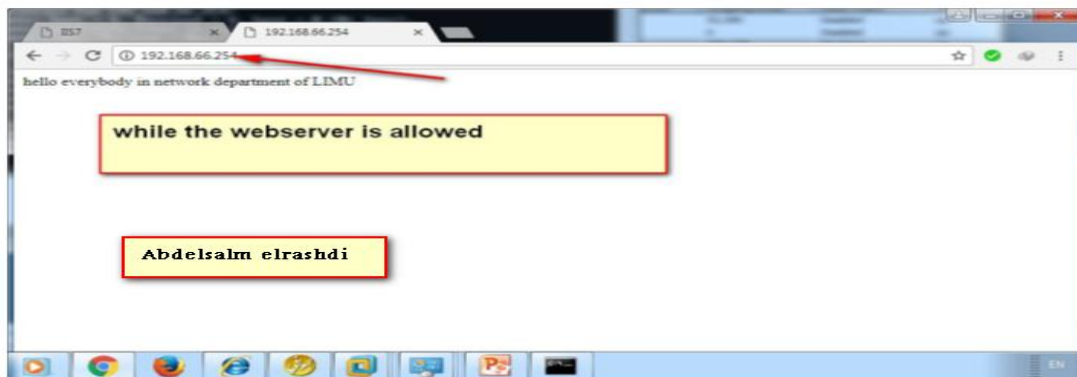 IIS7
192.168.66.254
192.168.66.254
hello everybody in network department of LIMU
while the webserver is allowed
Abdelsalm elrashdi
EN